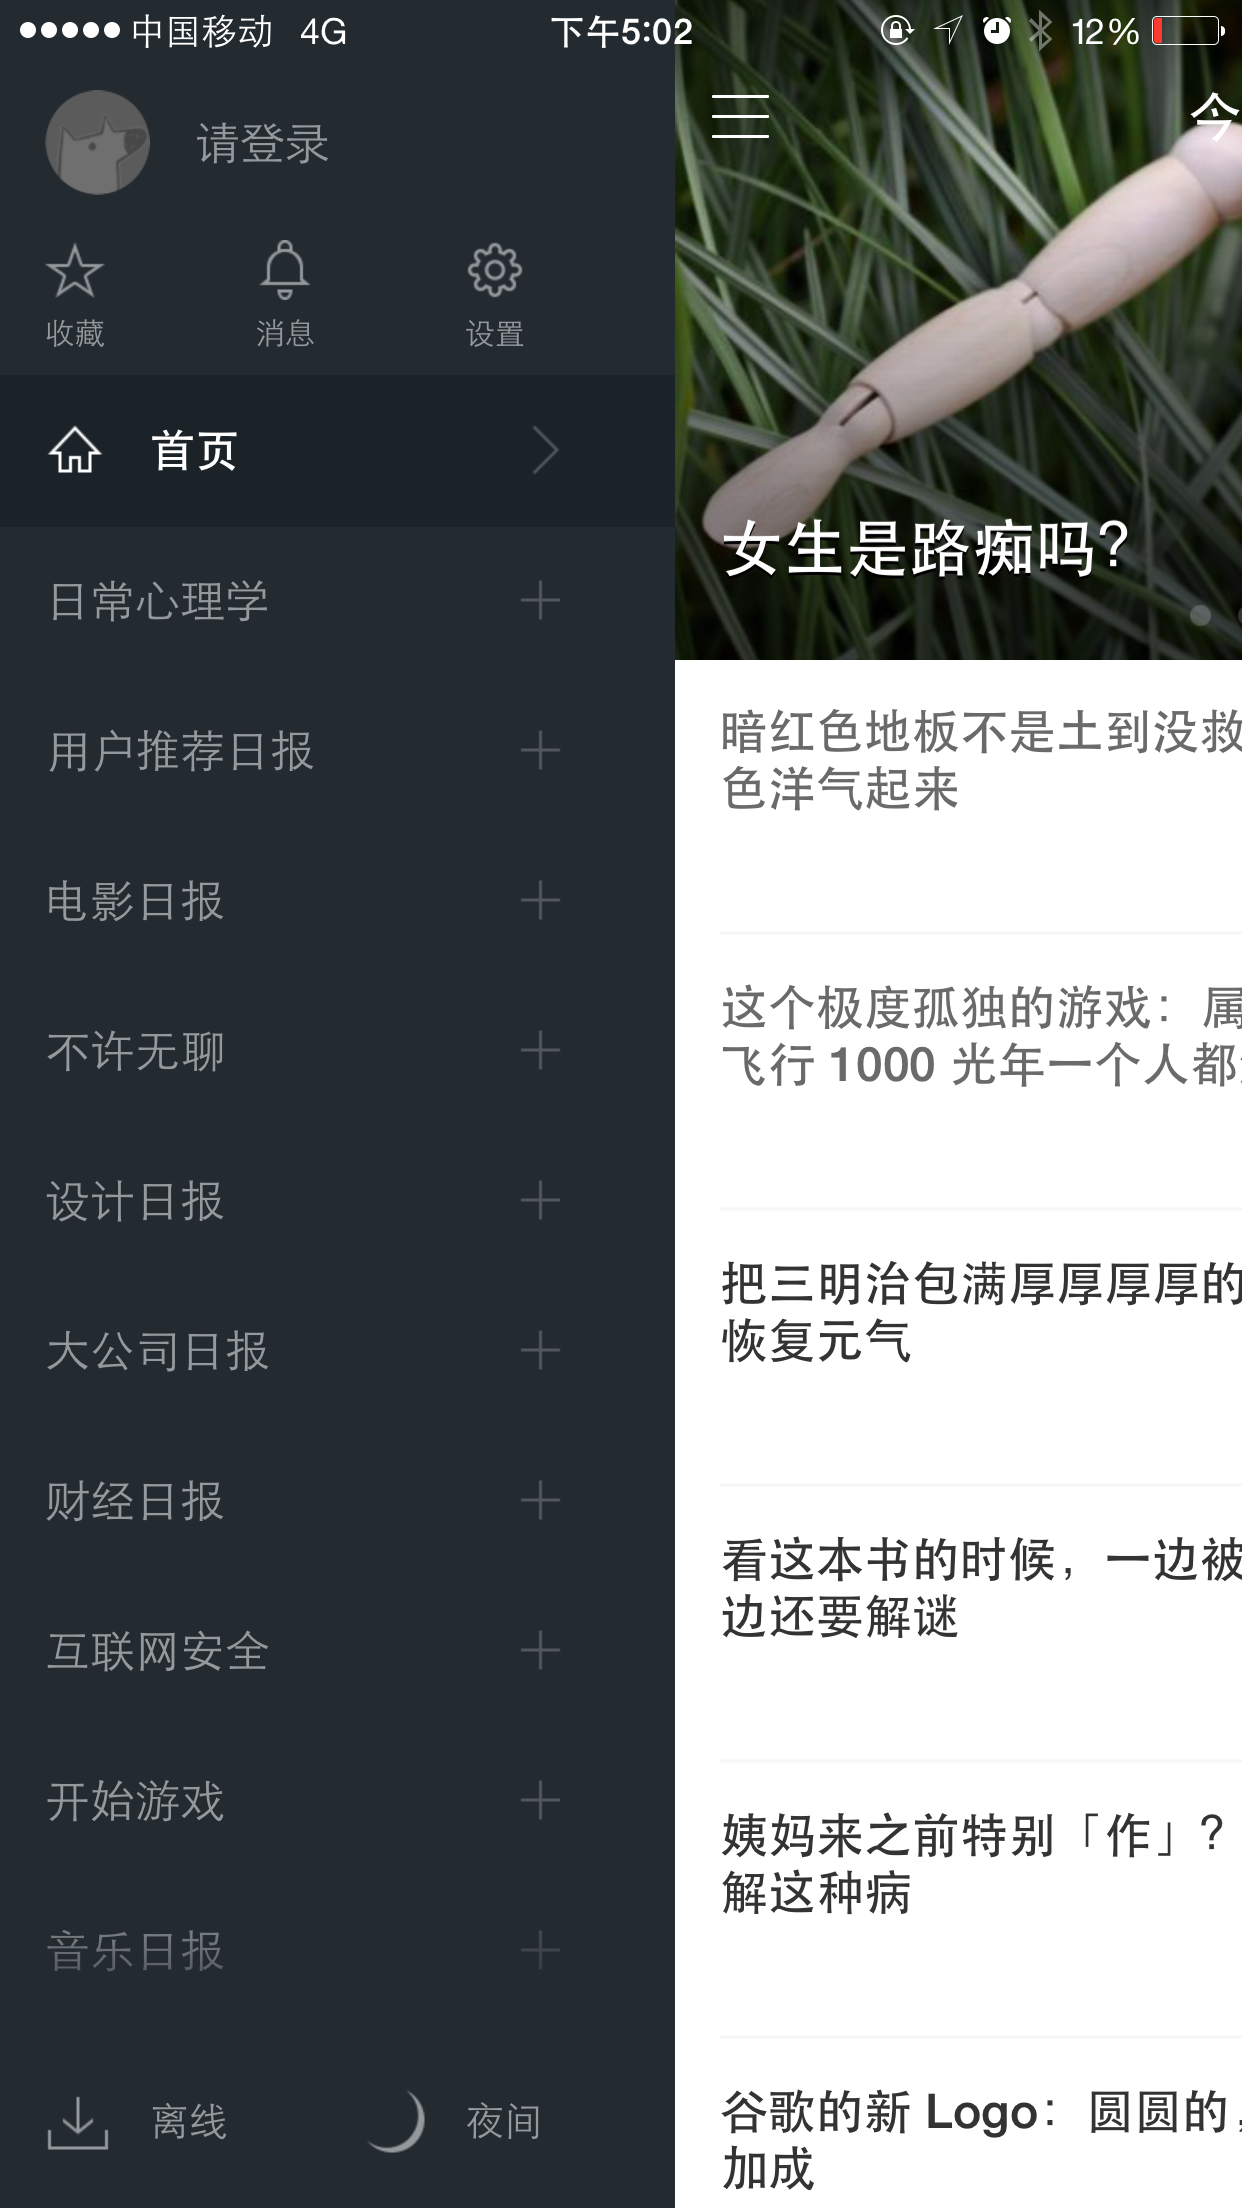 中国移动 4G 下午5:02 12%
请登录
收藏 消息 设置
首页
日常心理学
用户推荐日报
电影日报
不许无聊
设计日报
大公司日报
财经日报
互联网安全
开始游戏
音乐日报
离线 夜间
今
女生是路痴吗?
暗红色地板不是土到没救
色洋气起来
这个极度孤独的游戏：属
飞行 1000 光年一个人都
把三明治包满厚厚厚厚的
恢复元气
看这本书的时候，一边被
边还要解谜
姨妈来之前特别「作」?
解这种病
谷歌的新 Logo：圆圆的，
加成